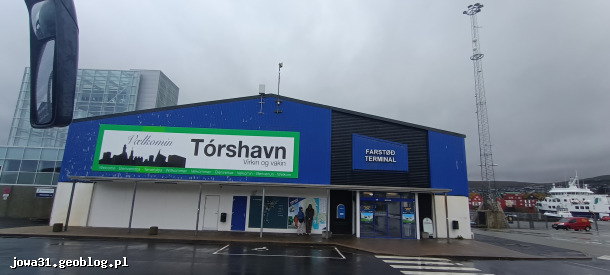 Vælkomin
Tórshavn
Virkin og vakin
FARSTØÐ
TERMINAL
jowa31.geoblog.pl